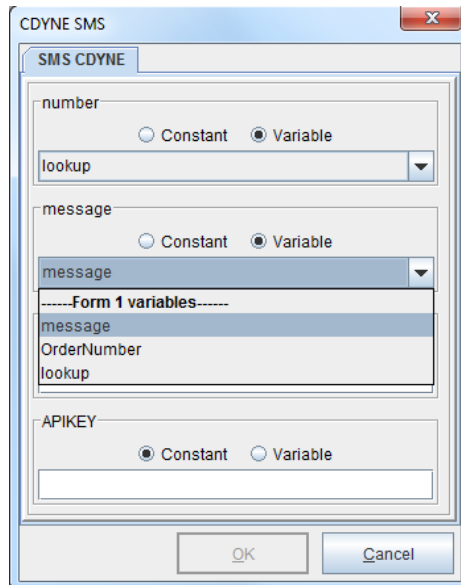 CDYNE SMS
SMS CDYNE
number
Constant Variable
lookup
message
Constant Variable
message
------Form 1 variables------
message
OrderNumber
lookup
APIKEY
Constant Variable
OK Cancel